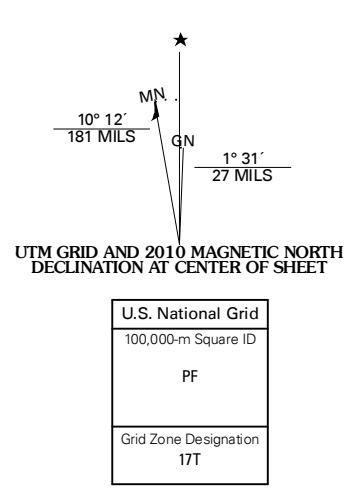 ★
MN
10° 12´
181 MILS
GN
1° 31´
27 MILS
UTM GRID AND 2010 MAGNETIC NORTH
DECLINATION AT CENTER OF SHEET
U.S. National Grid
100,000-m Square ID
PF
Grid Zone Designation
17T